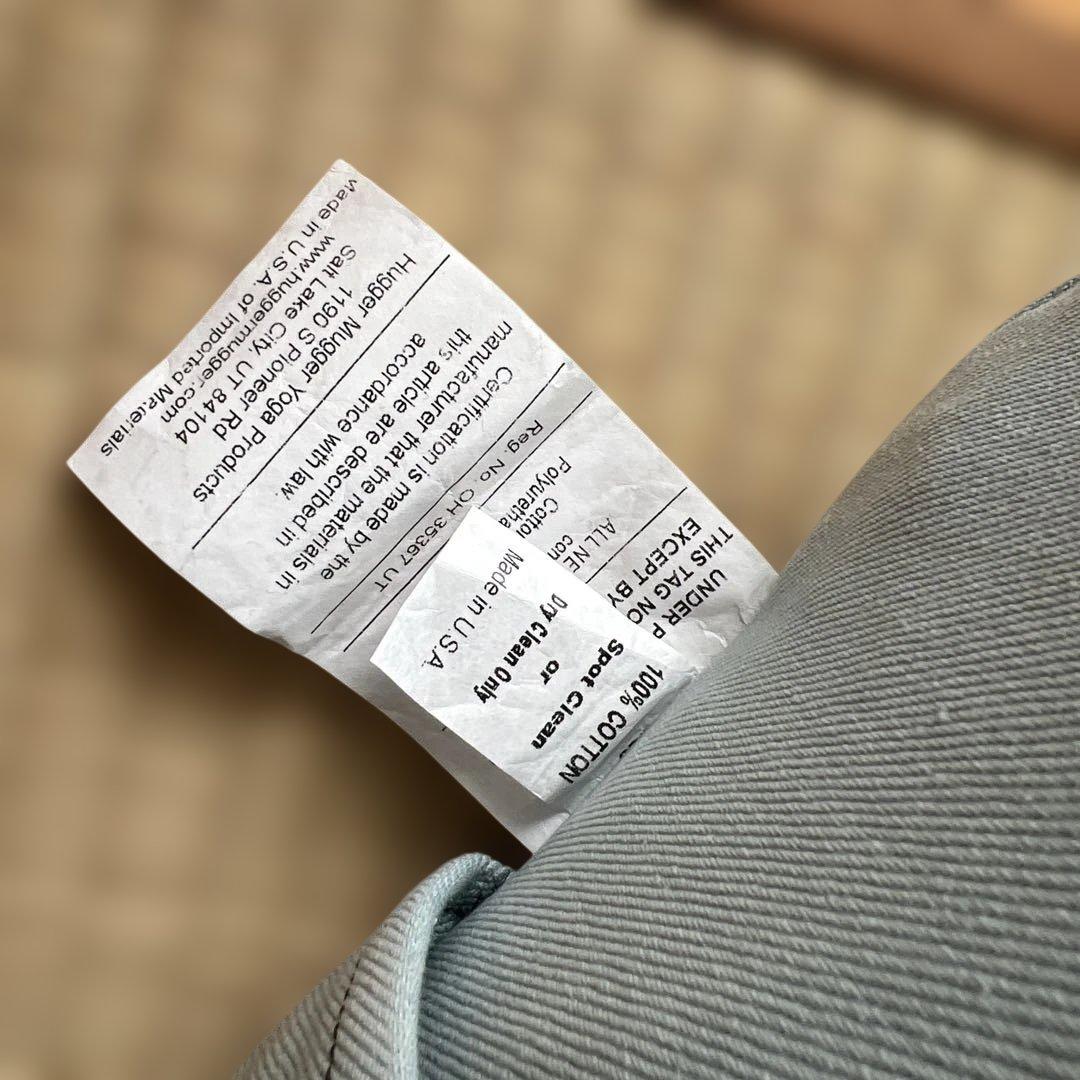 100% COTTON
Spot Clean
or
Dry Clean Only
Made in U.S.A.
UNDER P
THIS TAG NO
EXCEPT BY
ALL NE
con
Cotto
Polyuretha
Reg. No. OH 35367 UT
Certification is made by the
manufacturer that the materials in
this article are described in
accordance with law.
Hugger Mugger Yoga Products
1190 S Pioneer Rd
Salt Lake City, UT 84104
www.huggermugger.com
Made in U.S.A. of Imported Materials